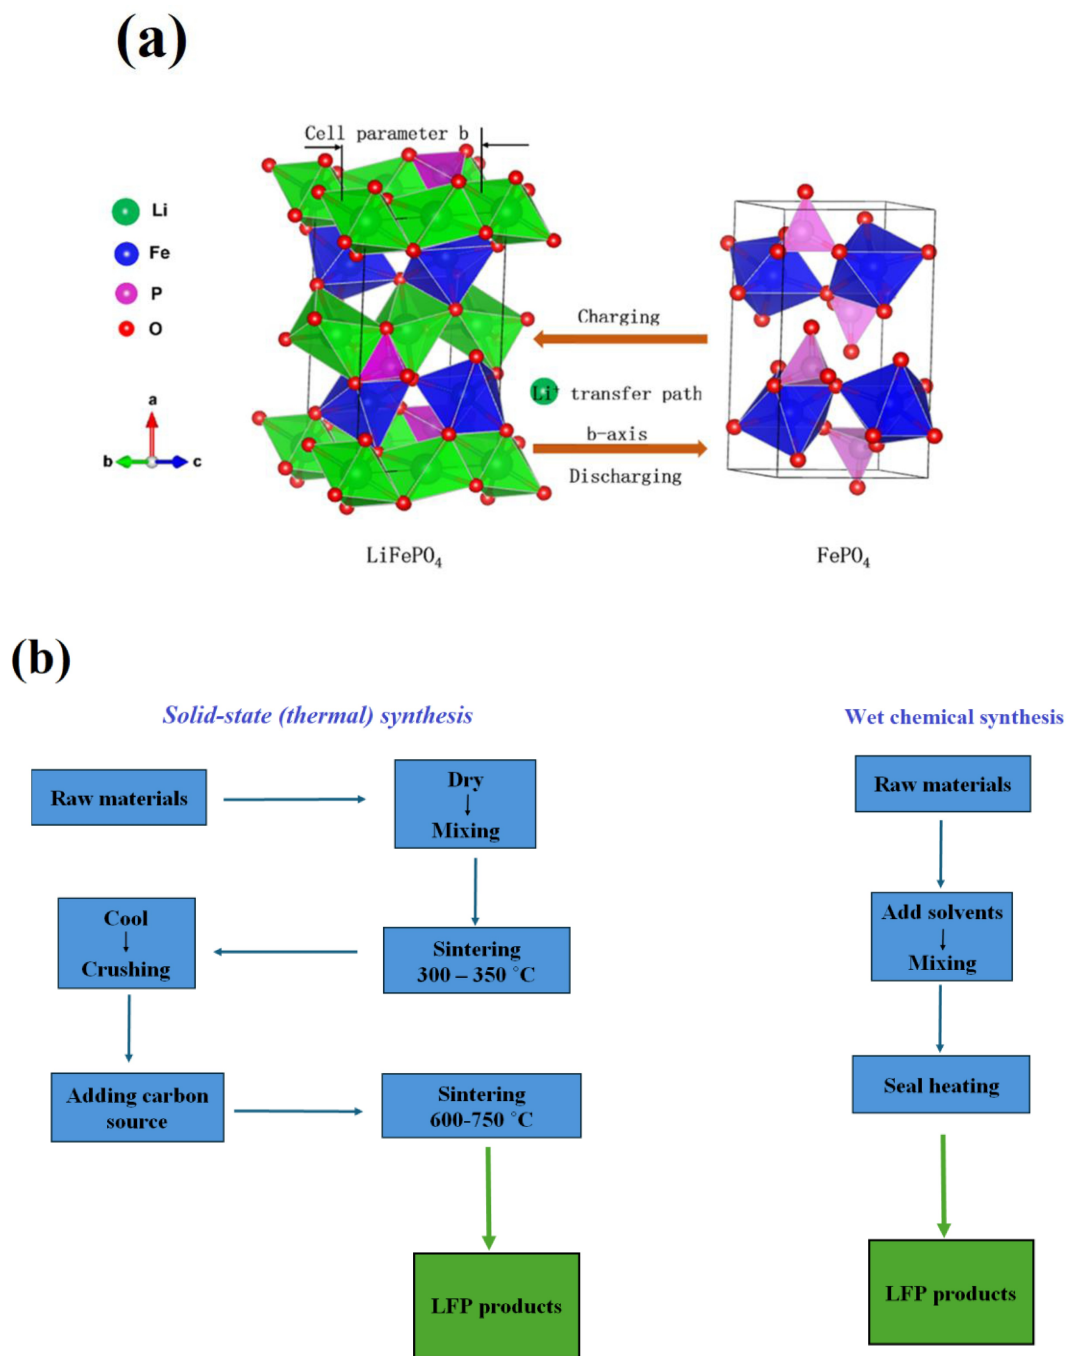 (a)
Cell parameter b
Li
Fe
P
O
a
b
c
Charging
Li+ transfer path
b-axis
Discharging
LiFePO4
FePO4
(b)
Solid-state (thermal) synthesis
Raw materials
Dry
Mixing
Sintering
300 – 350 °C
Cool
Crushing
Adding carbon
source
Sintering
600-750 °C
LFP products
Wet chemical synthesis
Raw materials
Add solvents
Mixing
Seal heating
LFP products